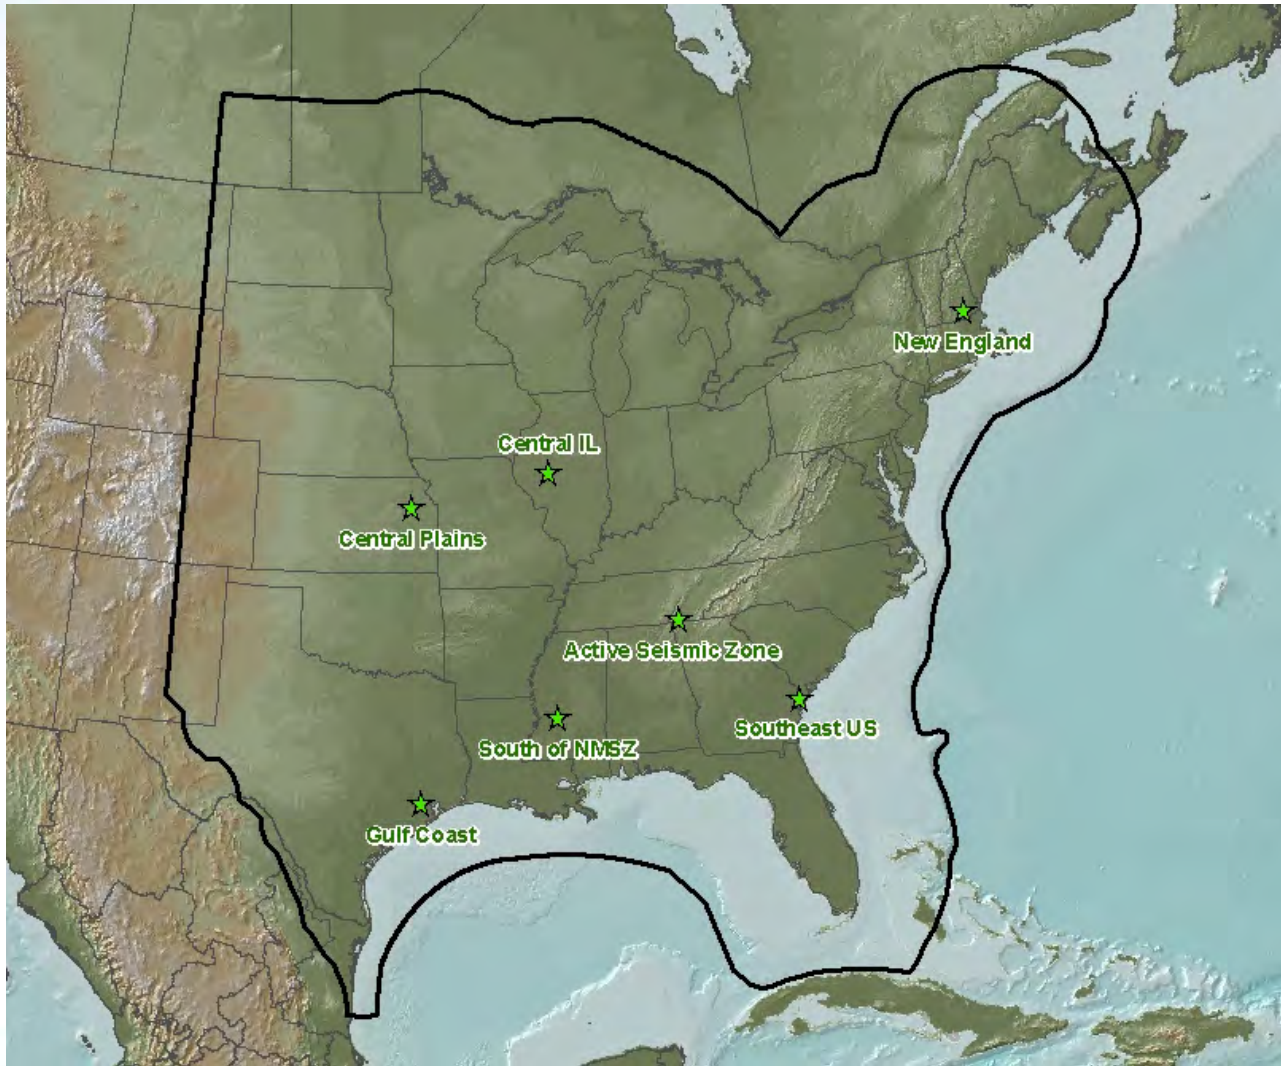 New England
Central IL
Central Plains
Active Seismic Zone
Southeast US
South of NMSZ
Gulf Coast